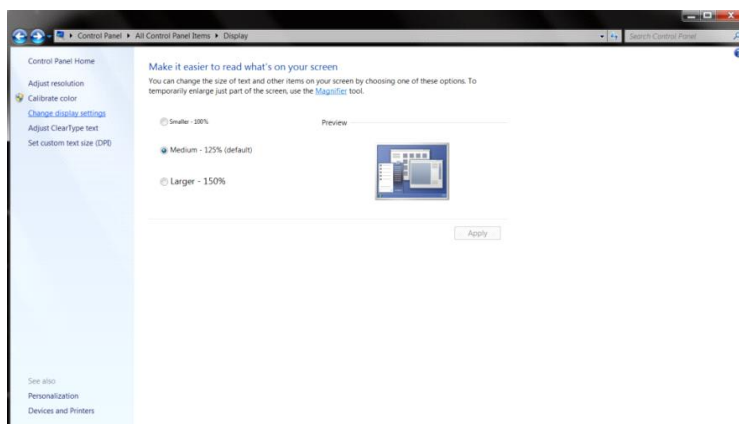 Control Panel ▸ All Control Panel Items ▸ Display
Search Control Panel
Control Panel Home
Adjust resolution
Calibrate color
Change display settings
Adjust ClearType text
Set custom text size (DPI)
Make it easier to read what's on your screen
You can change the size of text and other items on your screen by choosing one of these options. To
temporarily enlarge just part of the screen, use the Magnifier tool.
Smaller - 100%
Preview
Medium - 125% (default)
Larger - 150%
Apply
See also
Personalization
Devices and Printers